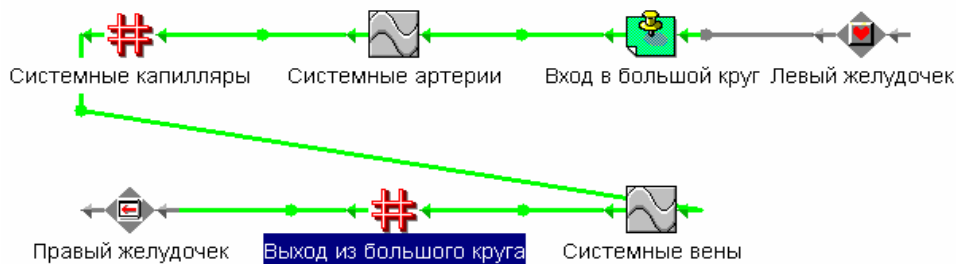 Системные капилляры Системные артерии Вход в большой круг Левый желудочек
Правый желудочек Выход из большого круга Системные вены